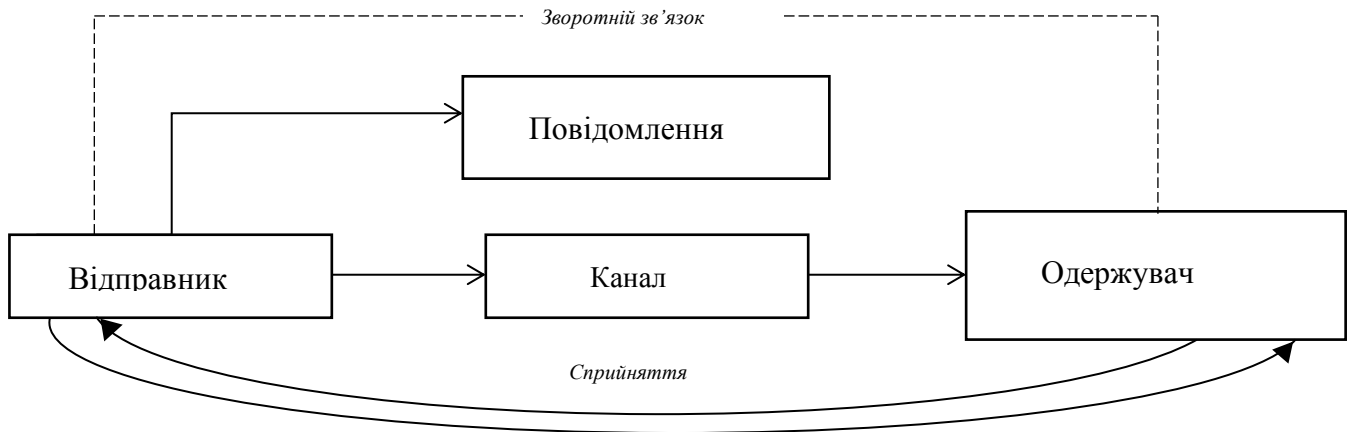 Зворотній зв’язок
Повідомлення
Відправник
Канал
Одержувач
Сприйняття